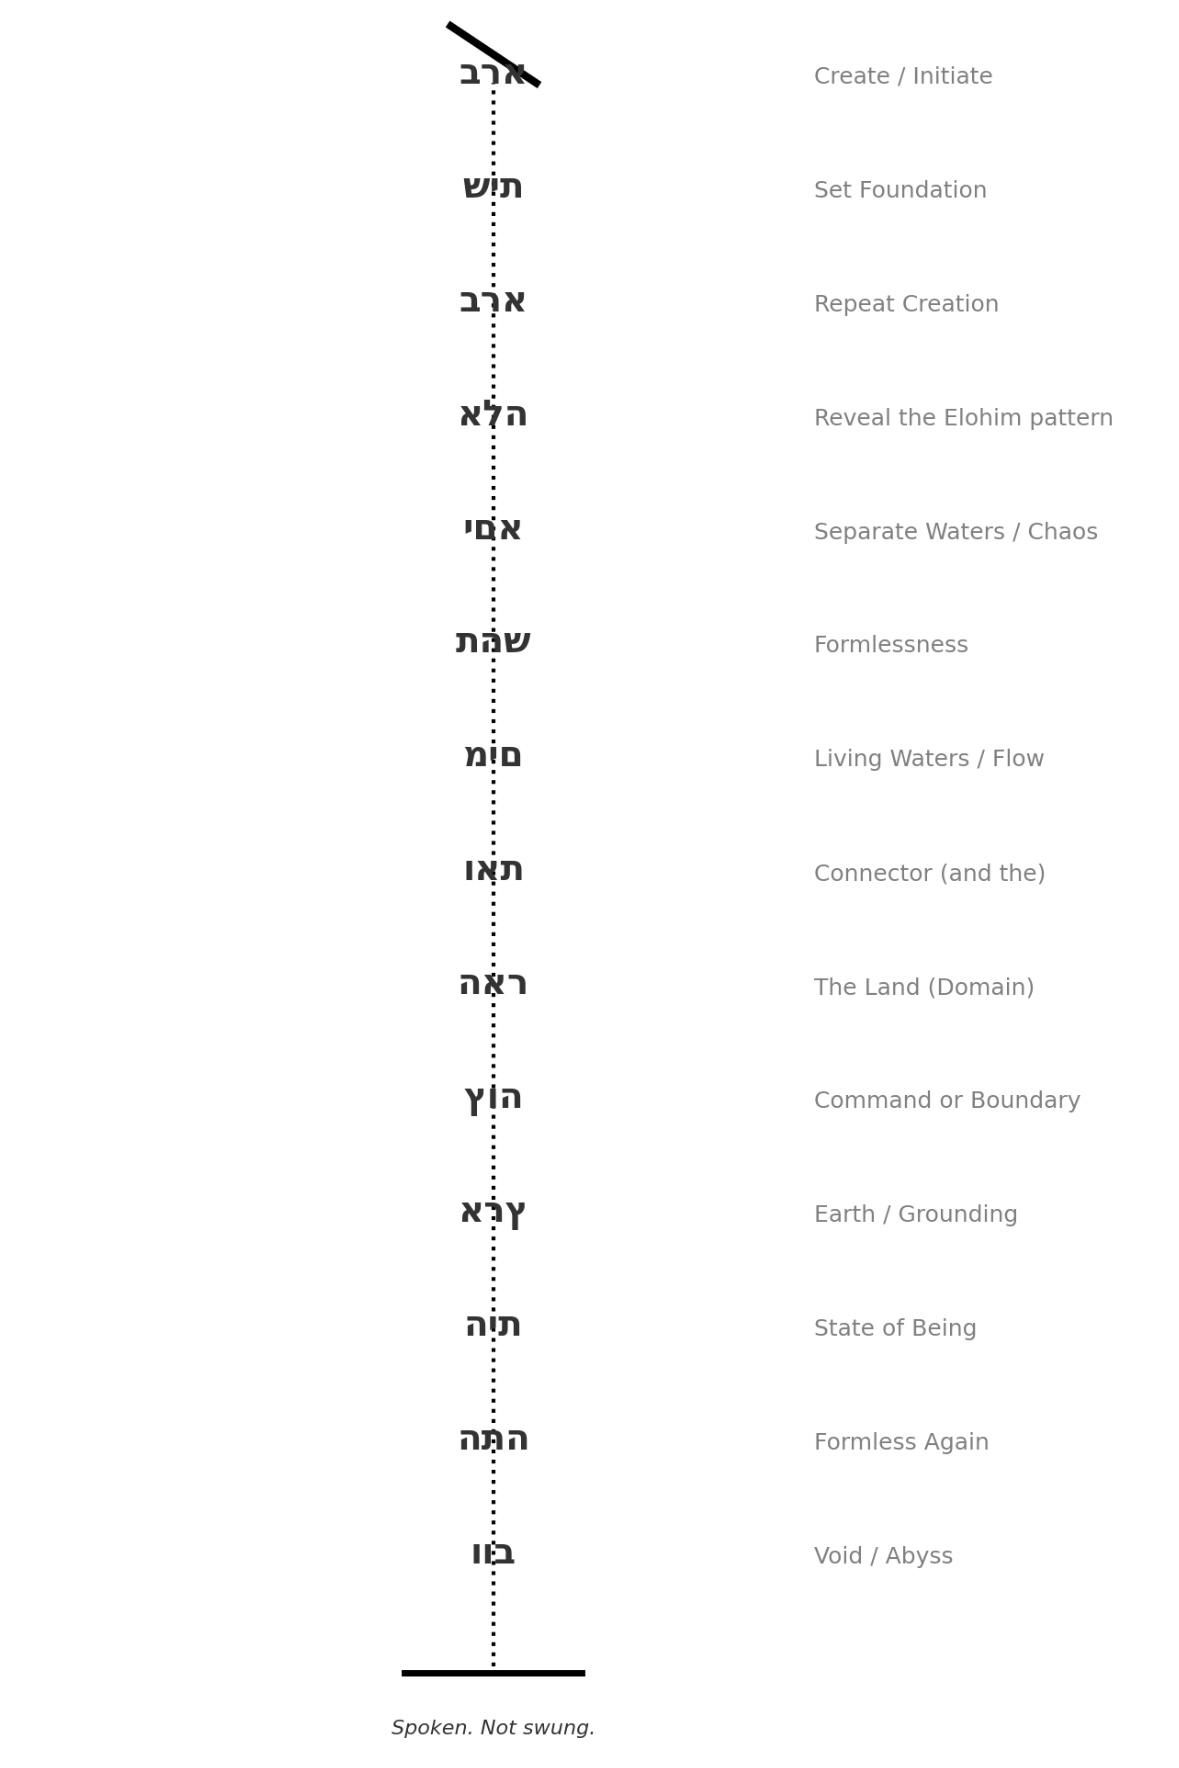 ארב Create / Initiate
תיש Set Foundation
ארב Repeat Creation
הלא Reveal the Elohim pattern
אםי Separate Waters / Chaos
שהת Formlessness
םימ Living Waters / Flow
תאו Connector (and the)
ראה The Land (Domain)
הוץ Command or Boundary
ץרא Earth / Grounding
תיה State of Being
התה Formless Again
בוו Void / Abyss
Spoken. Not swung.